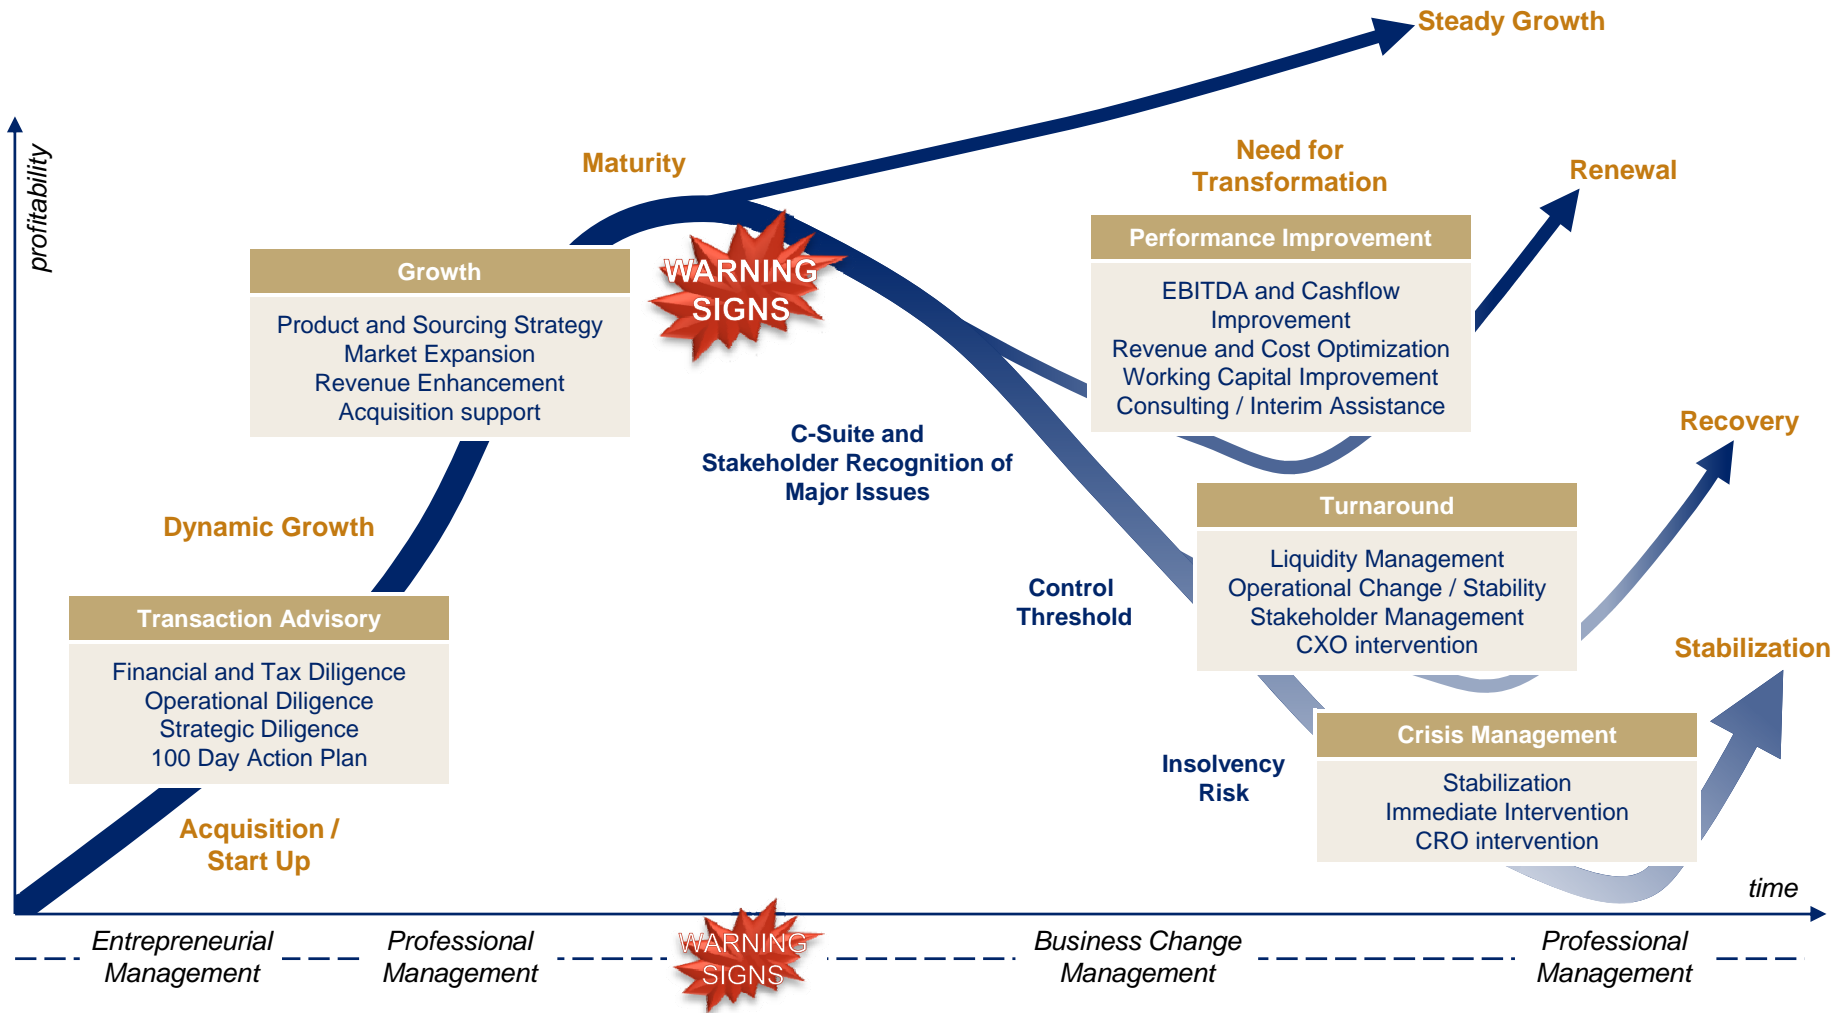 Steady Growth
profitability
Maturity
Need for
Transformation
Renewal
Growth
Product and Sourcing Strategy
Market Expansion
Revenue Enhancement
Acquisition support
WARNING
SIGNS
Performance Improvement
EBITDA and Cashflow
Improvement
Revenue and Cost Optimization
Working Capital Improvement
Consulting / Interim Assistance
C-Suite and
Stakeholder Recognition of
Major Issues
Recovery
Dynamic Growth
Turnaround
Liquidity Management
Operational Change / Stability
Stakeholder Management
CXO intervention
Control
Threshold
Transaction Advisory
Financial and Tax Diligence
Operational Diligence
Strategic Diligence
100 Day Action Plan
Stabilization
Crisis Management
Stabilization
Immediate Intervention
CRO intervention
Insolvency
Risk
Acquisition /
Start Up
time
Entrepreneurial
Management
Professional
Management
WARNING
SIGNS
Business Change
Management
Professional
Management